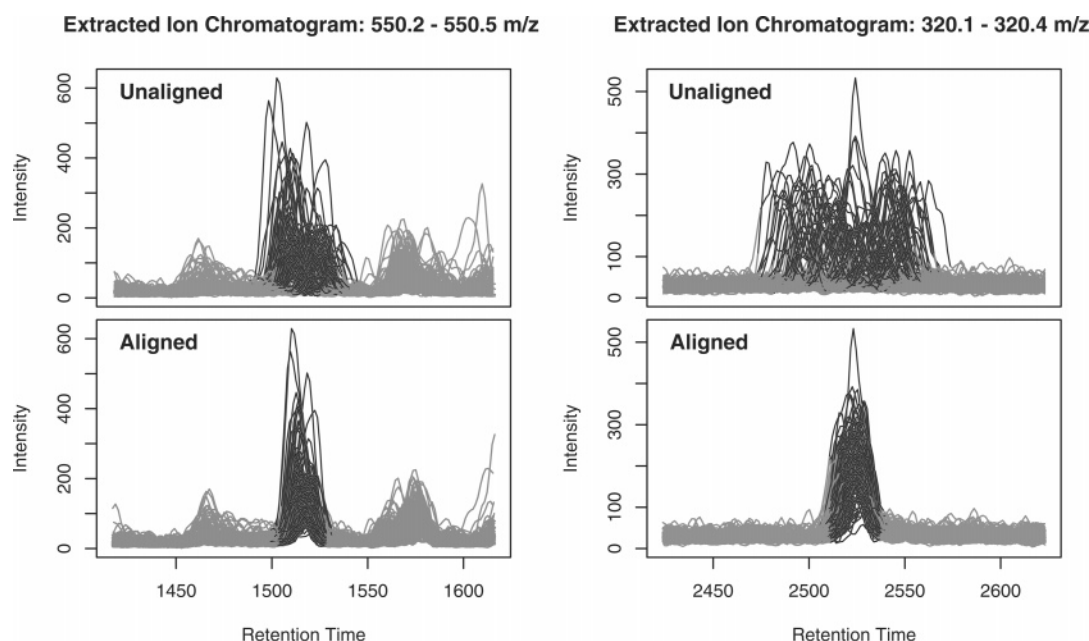 Extracted Ion Chromatogram: 550.2 - 550.5 m/z
Unaligned
Intensity
600
400
200
0
Aligned
Intensity
600
400
200
0
1450 1500 1550 1600
Retention Time
Extracted Ion Chromatogram: 320.1 - 320.4 m/z
Unaligned
Intensity
500
300
100
0
Aligned
Intensity
500
300
100
0
2450 2500 2550 2600
Retention Time